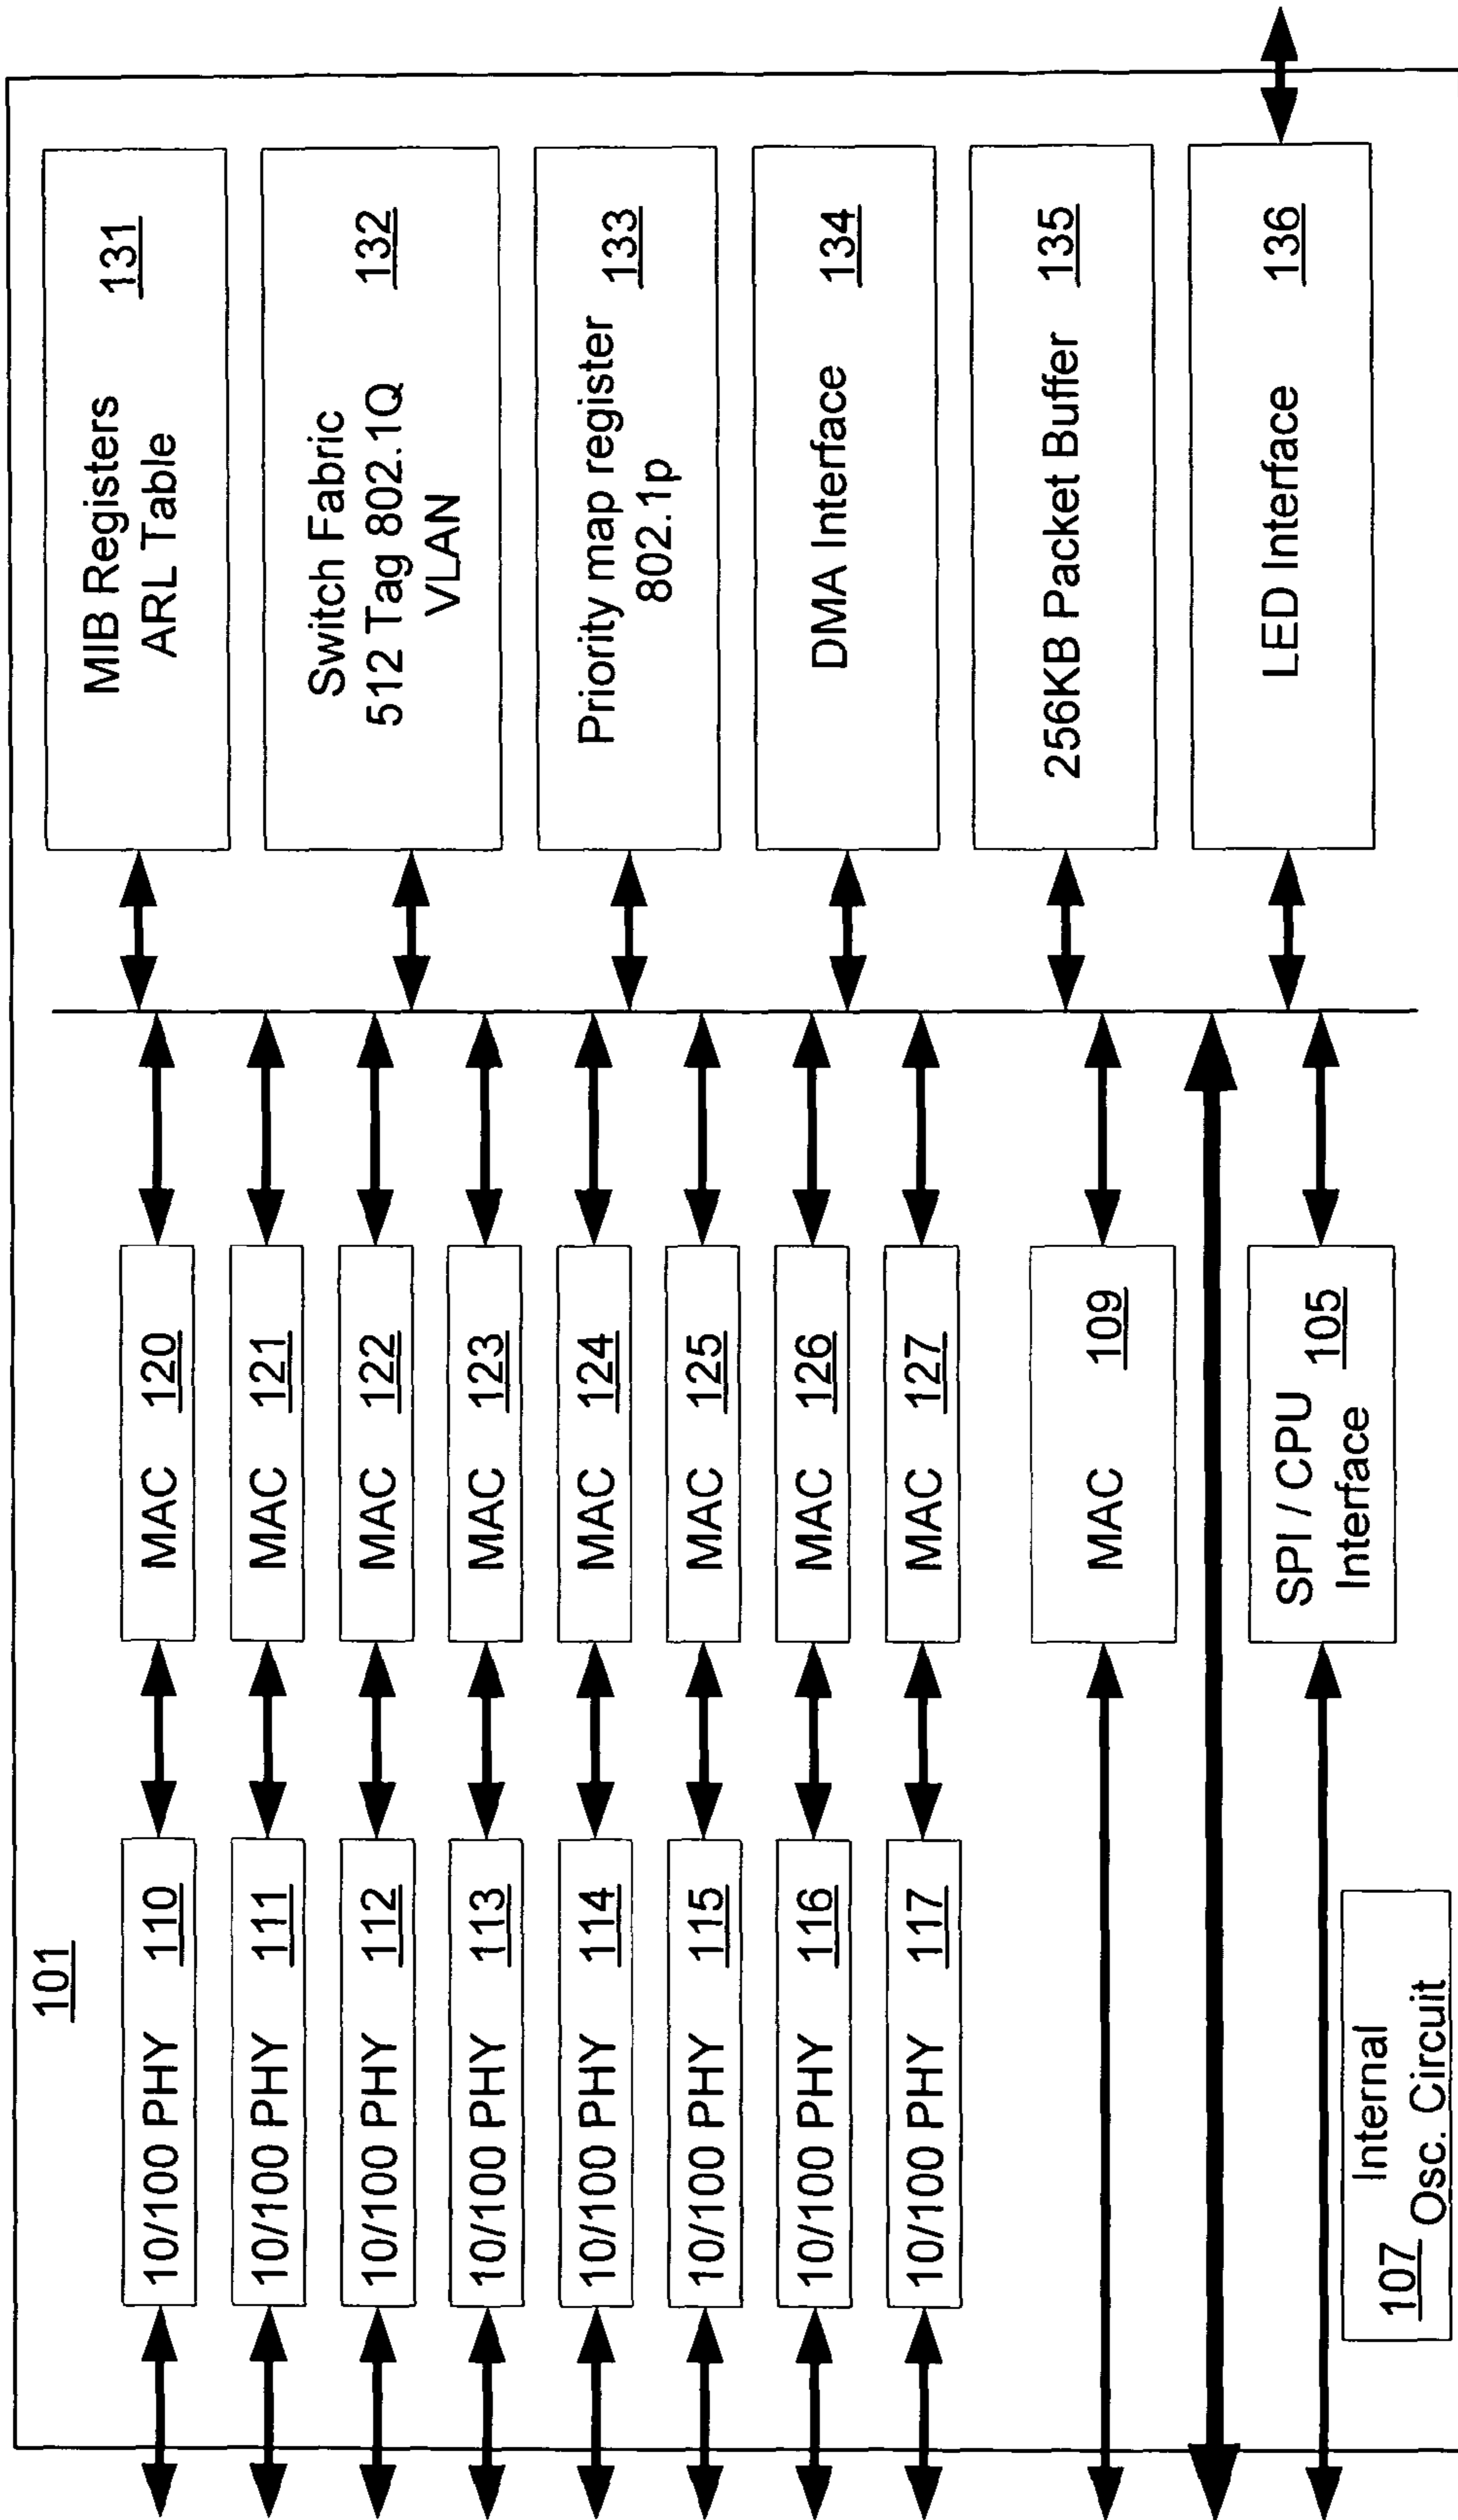 101
10/100 PHY 110
MAC 120
10/100 PHY 111
MAC 121
10/100 PHY 112
MAC 122
10/100 PHY 113
MAC 123
10/100 PHY 114
MAC 124
10/100 PHY 115
MAC 125
10/100 PHY 116
MAC 126
10/100 PHY 117
MAC 127
MAC 109
SPI / CPU
Interface 105
107 Internal
Osc. Circuit
MIB Registers
ARL Table 131
Switch Fabric
512 Tag 802.1Q
VLAN 132
Priority map register
802.1p 133
DMA Interface 134
256KB Packet Buffer 135
LED Interface 136